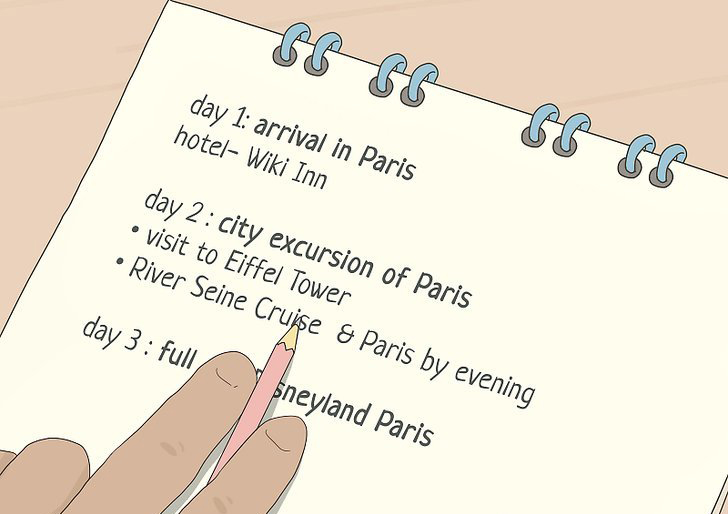 day 1: arrival in Paris
hotel– Wiki Inn
day 2 : city excursion of Paris
• visit to Eiffel Tower
• River Seine Cruise & Paris by evening
day 3 : full sneyland Paris